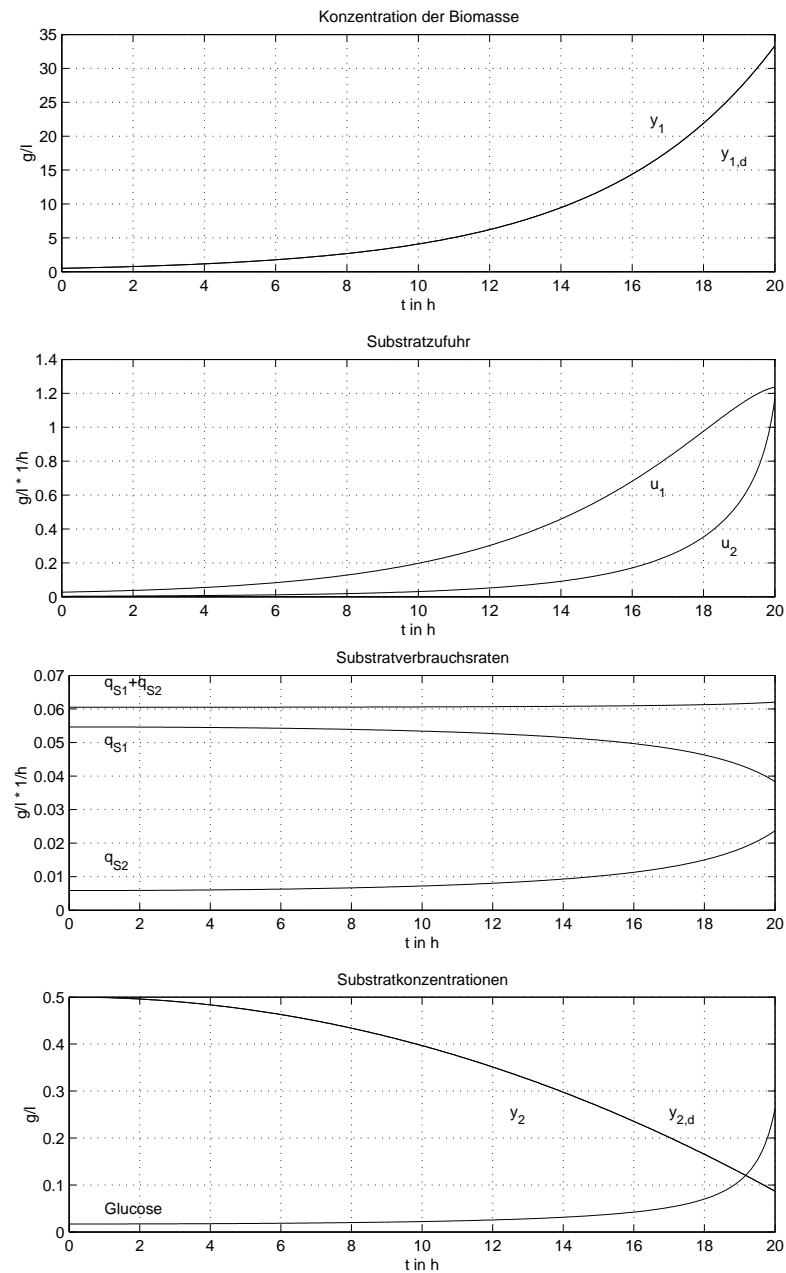 Konzentration der Biomasse
35
30
25
20
15
10
5
0
g/l
y1
y1,d
0 2 4 6 8 10 12 14 16 18 20
t in h
Substratzufuhr
1.4
1.2
1
0.8
0.6
0.4
0.2
0
g/l * 1/h
u1
u2
0 2 4 6 8 10 12 14 16 18 20
t in h
Substratverbrauchsraten
0.07
0.06
0.05
0.04
0.03
0.02
0.01
0
g/l * 1/h
qS1+qS2
qS1
qS2
0 2 4 6 8 10 12 14 16 18 20
t in h
Substratkonzentrationen
0.5
0.4
0.3
0.2
0.1
0
g/l
y2
y2,d
Glucose
0 2 4 6 8 10 12 14 16 18 20
t in h